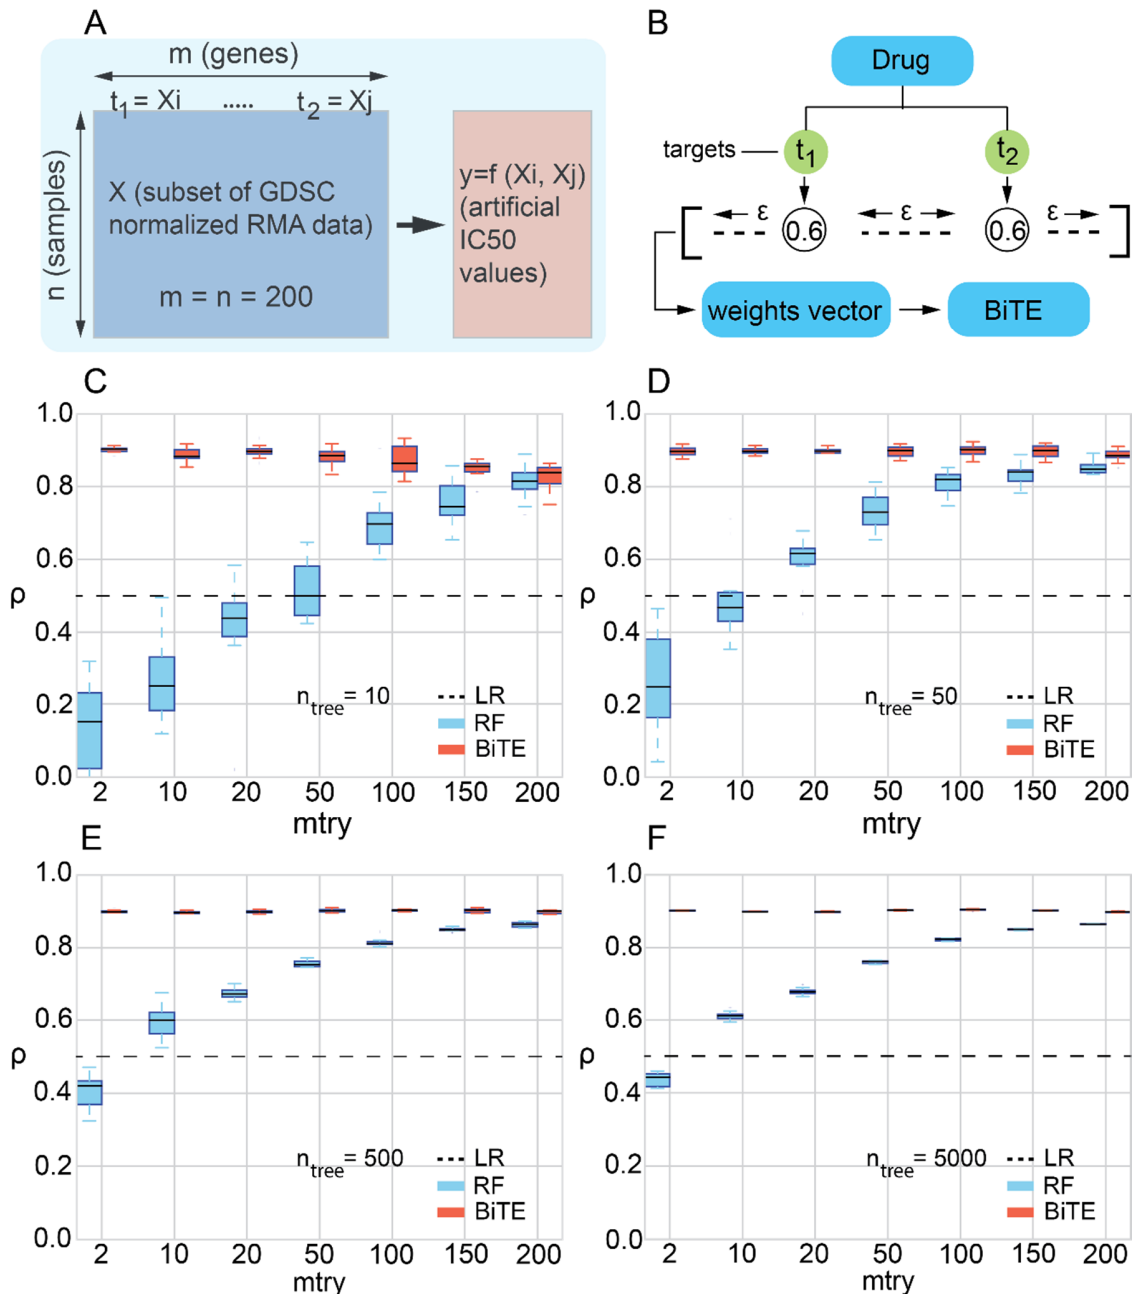 A
m (genes)
t1 = Xi ..... t2 = Xj
n (samples)
X (subset of GDSC
normalized RMA data)
m = n = 200
y=f (Xi, Xj)
(artificial
IC50
values)
B
Drug
targets
t1
t2
ε
0.6
ε
0.6
ε
weights vector
BiTE
C
1.0
0.8
0.6
ρ
0.4
0.2
0.0
ntree = 10
LR
RF
BiTE
2 10 20 50 100 150 200
mtry
D
1.0
0.8
0.6
ρ
0.4
0.2
0.0
ntree = 50
LR
RF
BiTE
2 10 20 50 100 150 200
mtry
E
1.0
0.8
0.6
ρ
0.4
0.2
0.0
ntree = 500
LR
RF
BiTE
2 10 20 50 100 150 200
mtry
F
1.0
0.8
0.6
ρ
0.4
0.2
0.0
ntree = 5000
LR
RF
BiTE
2 10 20 50 100 150 200
mtry